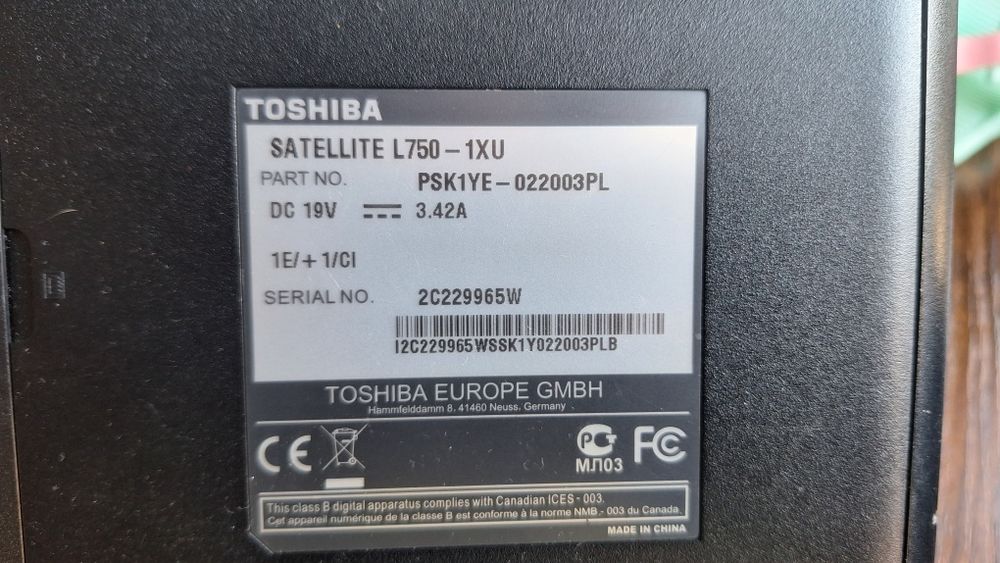 TOSHIBA
SATELLITE L750 – 1XU
PART NO. PSK1YE – 022003PL
DC 19V 3.42A
1E/+ 1/CI
SERIAL NO. 2C229965W
I2C229965WSSK1Y022003PLB
TOSHIBA EUROPE GMBH
Hammfelddamm 8, 41460 Neuss, Germany
CE PCT FC
МЛ03
This class B digital apparatus complies with Canadian ICES - 003.
Cet appareil numérique de la classe B est conforme à la norme NMB - 003 du Canada.
MADE IN CHINA